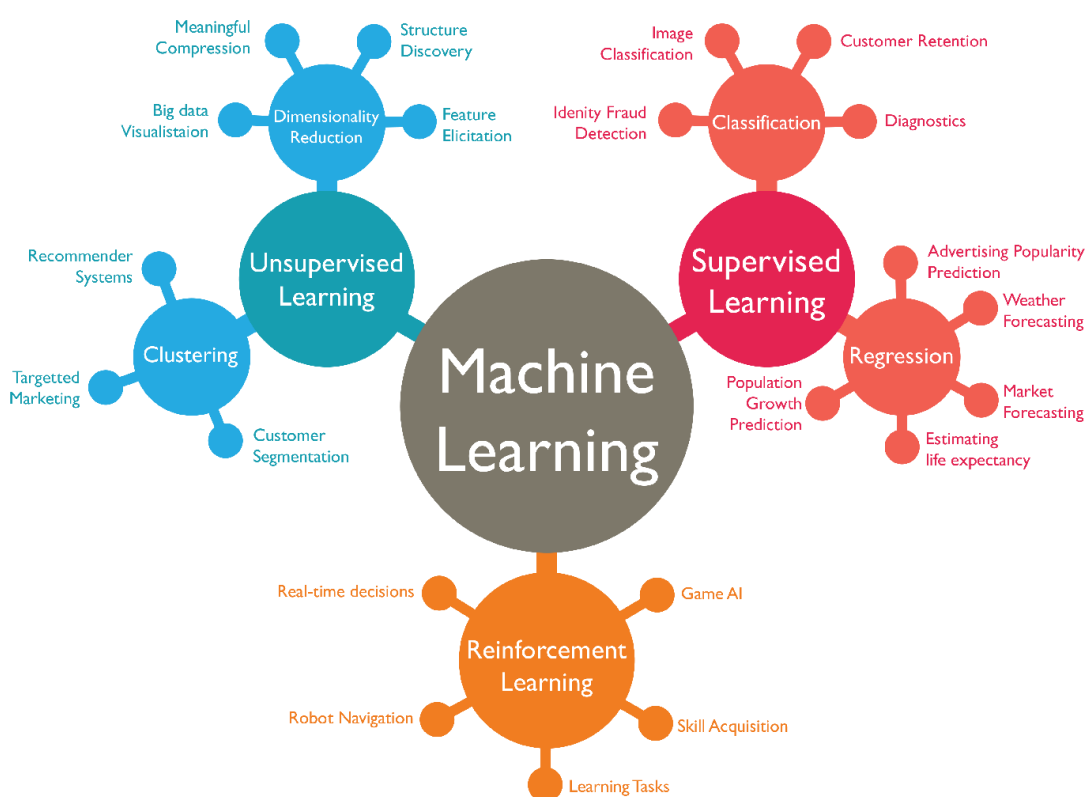 Meaningful
Compression
Structure
Discovery
Big data
Visualistaion
Dimensionality
Reduction
Feature
Elicitation
Image
Classification
Customer Retention
Idenity Fraud
Detection
Classification
Diagnostics
Unsupervised
Learning
Recommender
Systems
Clustering
Targetted
Marketing
Customer
Segmentation
Supervised
Learning
Advertising Popularity
Prediction
Weather
Forecasting
Regression
Population
Growth
Prediction
Market
Forecasting
Estimating
life expectancy
Machine
Learning
Real-time decisions
Game AI
Reinforcement
Learning
Robot Navigation
Skill Acquisition
Learning Tasks